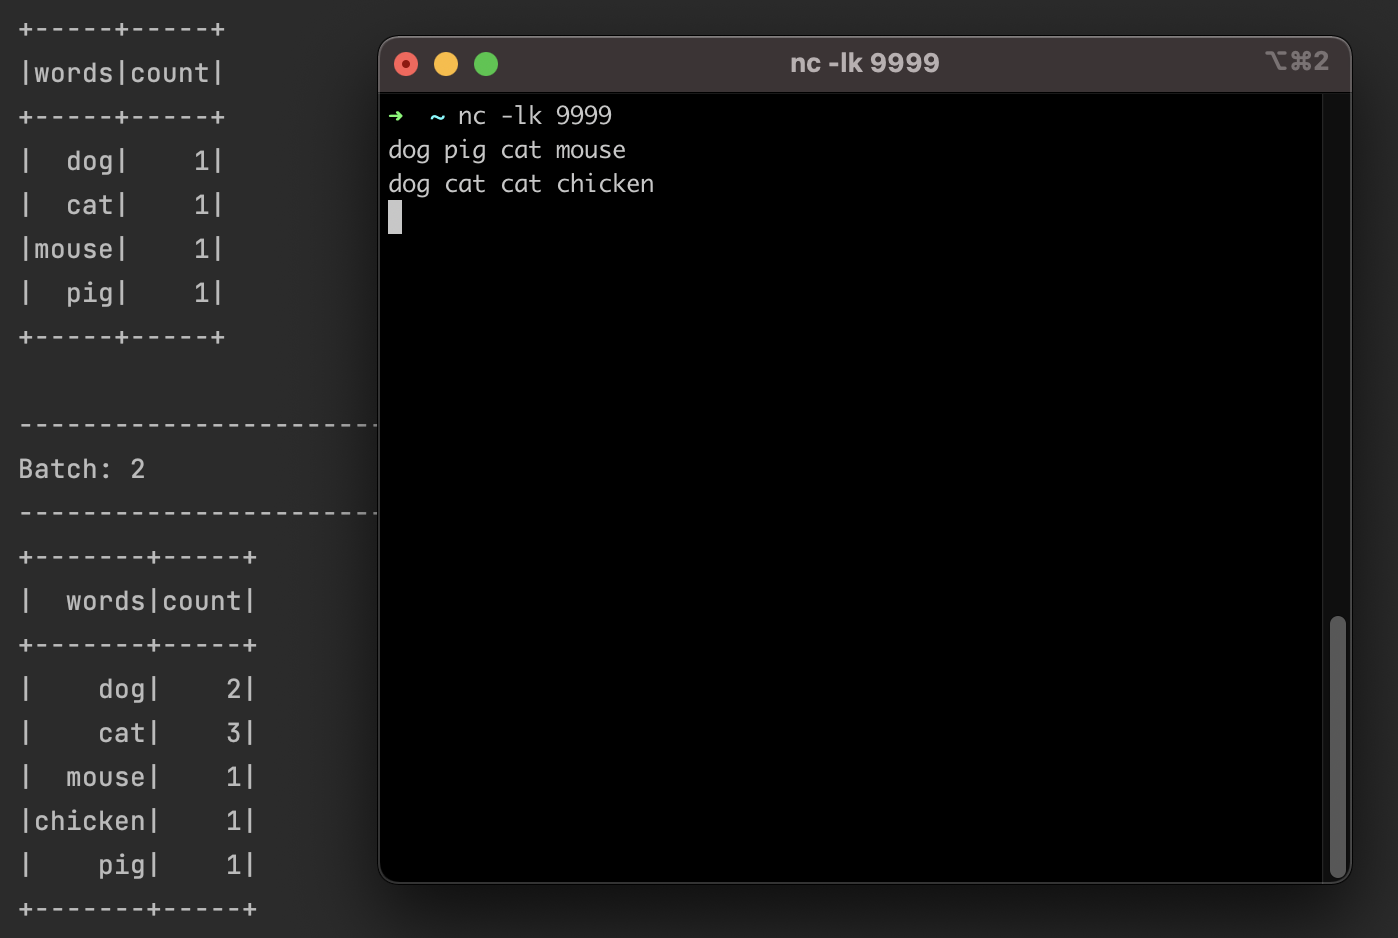 +-----+-----+
|words|count|
+-----+-----+
|  dog|    1|
|  cat|    1|
|mouse|    1|
|  pig|    1|
+-----+-----+
-----------------------
Batch: 2
-----------------------
+-------+-----+
|  words|count|
+-------+-----+
|    dog|    2|
|    cat|    3|
|  mouse|    1|
|chicken|    1|
|    pig|    1|
+-------+-----+
nc -lk 9999
⌥⌘2
➜  ~ nc -lk 9999
dog pig cat mouse
dog cat cat chicken